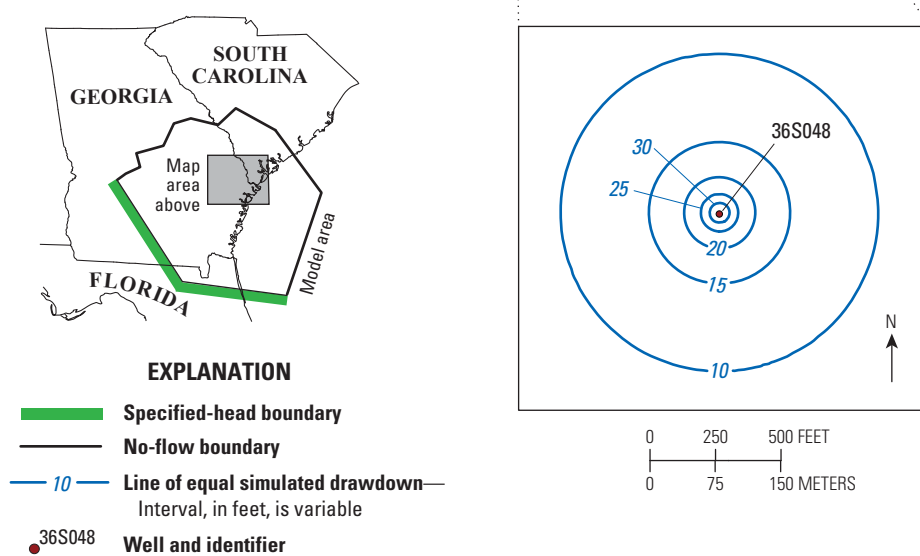 SOUTH
CAROLINA
GEORGIA
Map
area
above
Model area
FLORIDA
EXPLANATION
Specified-head boundary
No-flow boundary
10 Line of equal simulated drawdown—
Interval, in feet, is variable
36S048 Well and identifier
36S048
30
25
20
15
10
N
0 250 500 FEET
0 75 150 METERS